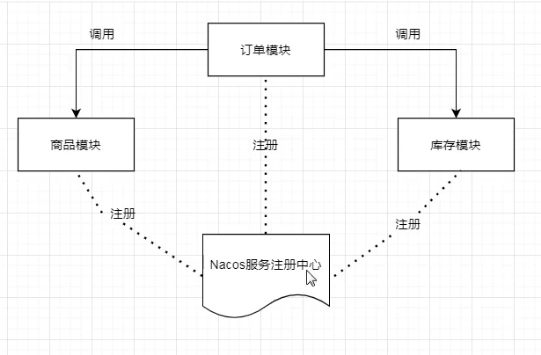 调用
订单模块
调用
商品模块
注册
库存模块
注册
注册
Nacos服务注册中心